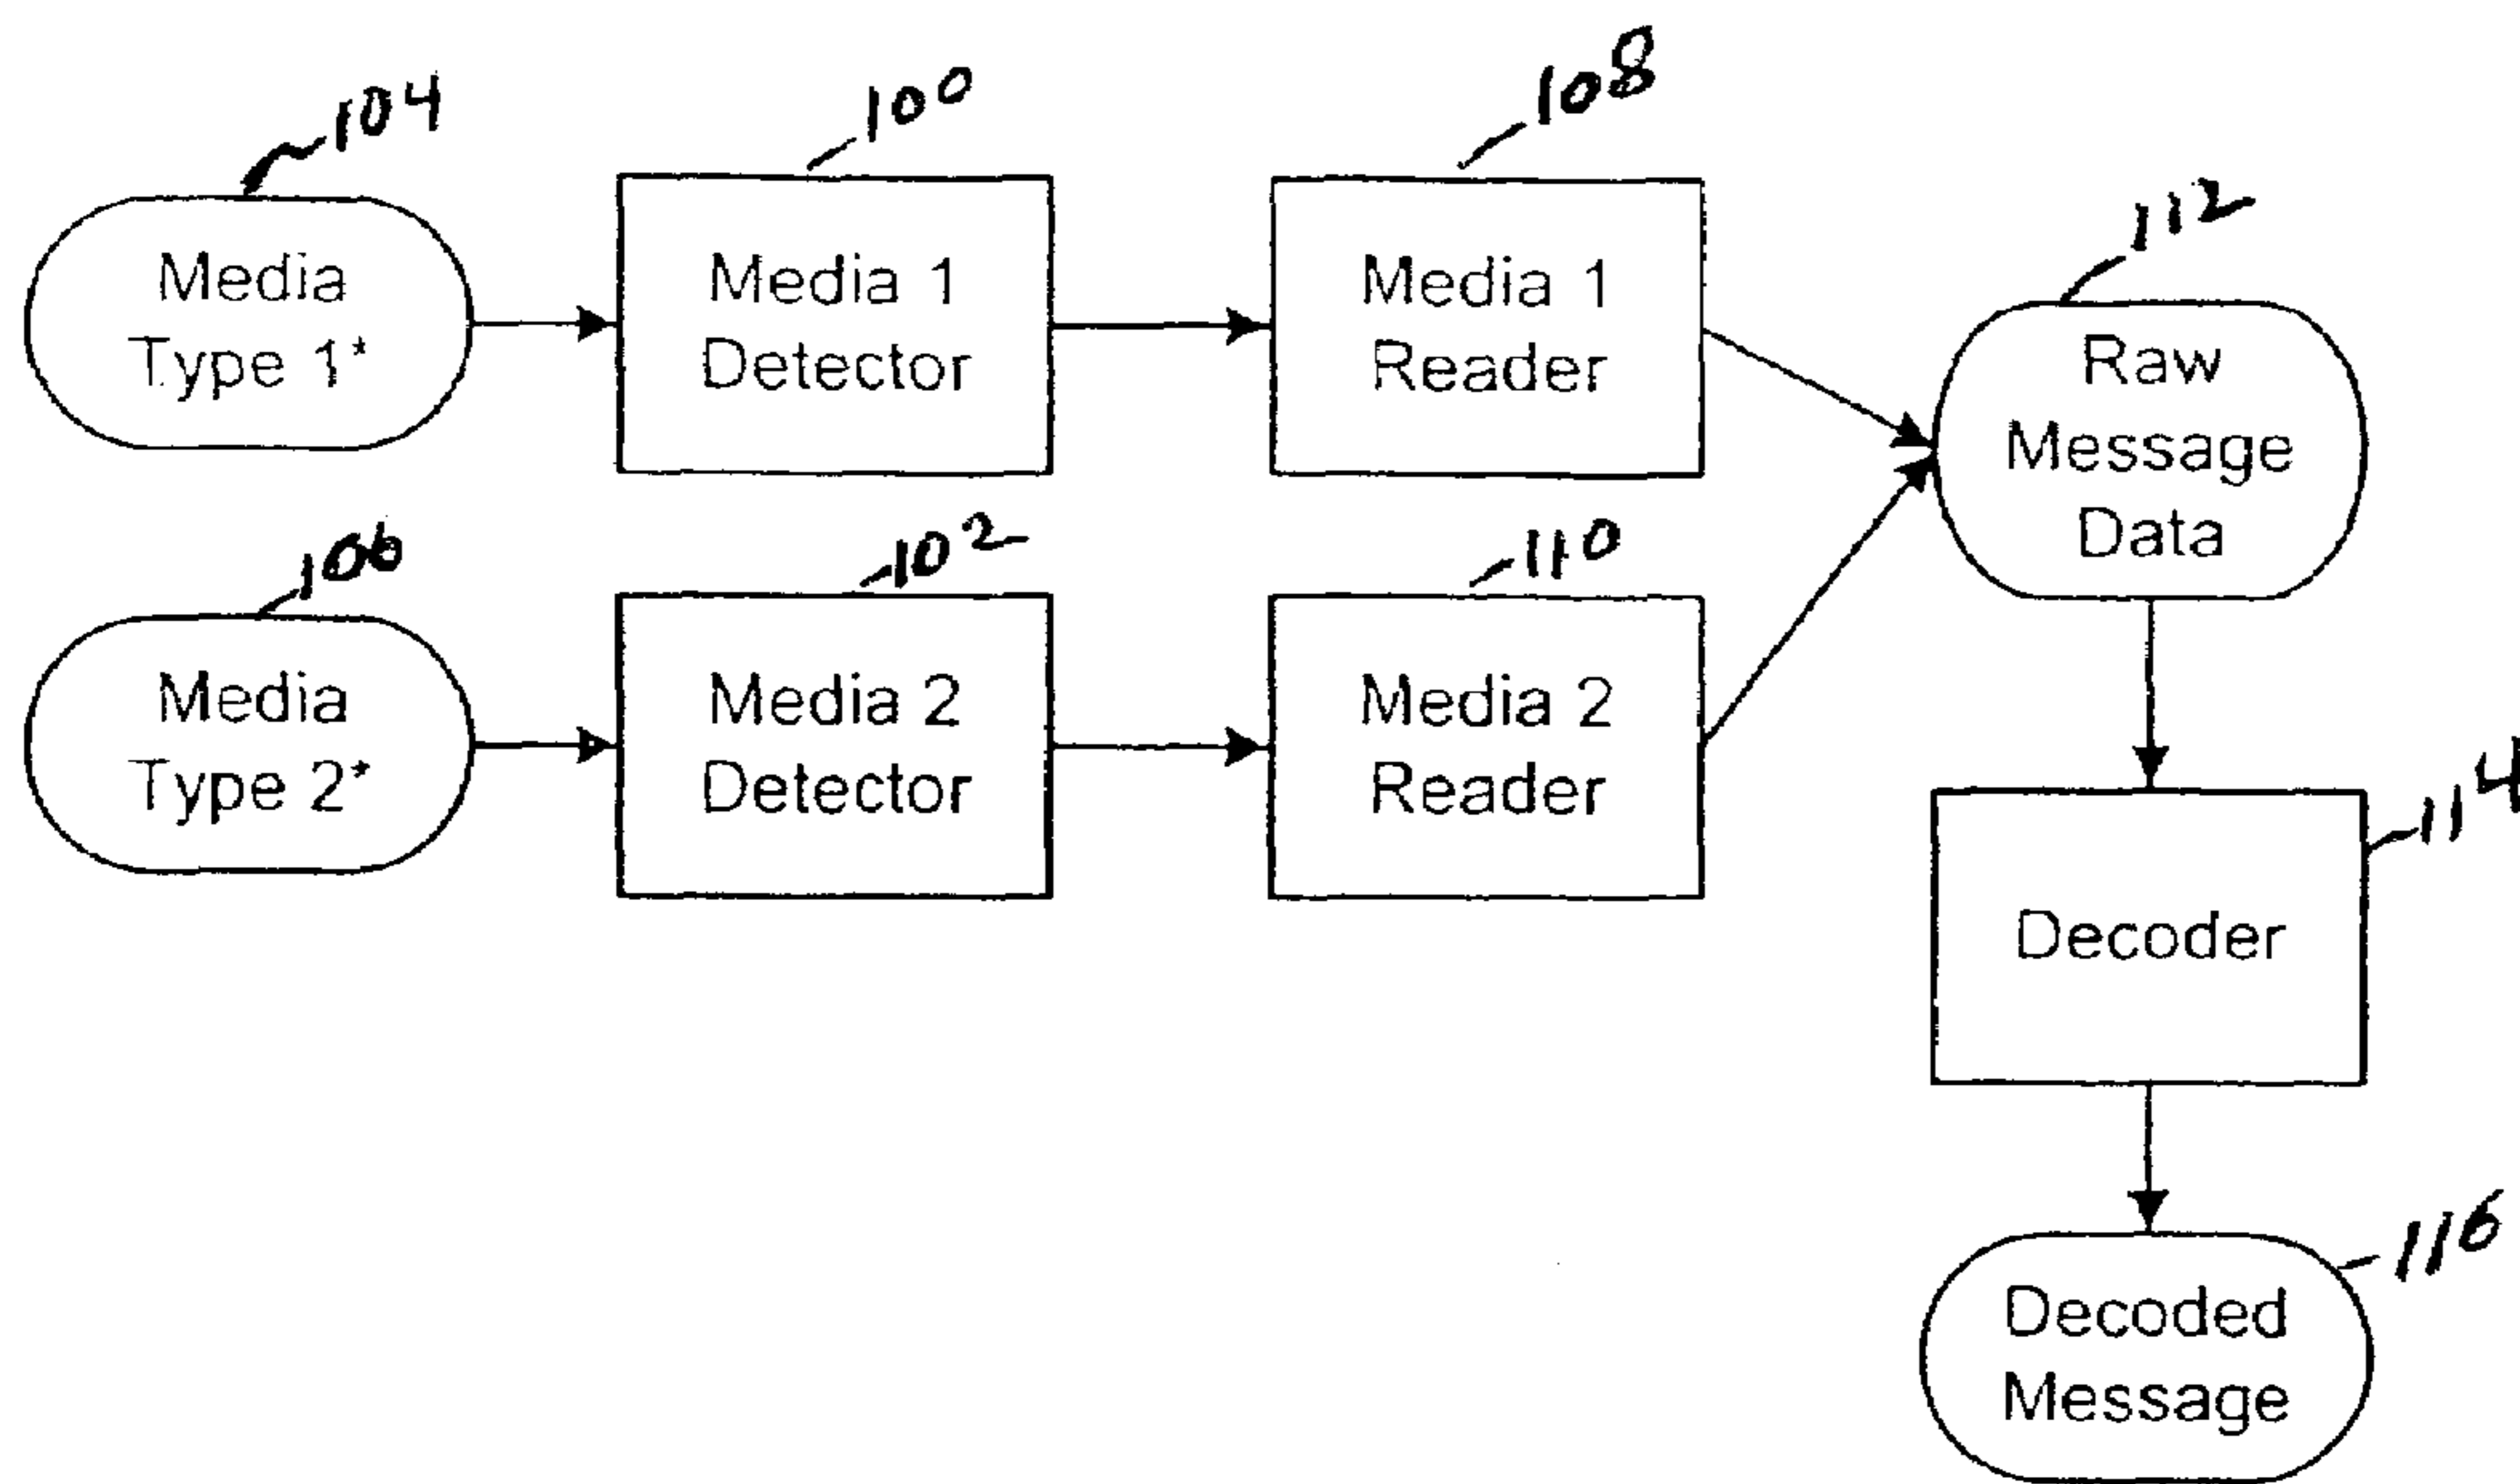 104
100
108
112
Media
Type 1*
Media 1
Detector
Media 1
Reader
Raw
Message
Data
106
102
110
Media
Type 2*
Media 2
Detector
Media 2
Reader
114
Decoder
116
Decoded
Message